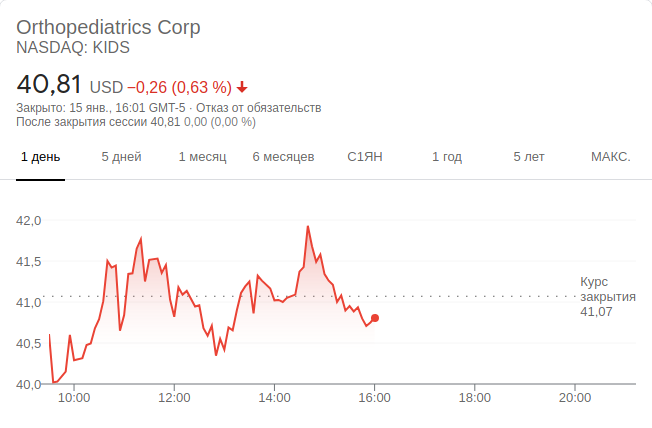 Orthopediatrics Corp
NASDAQ: KIDS
40,81 USD −0,26 (0,63 %)
Закрыто: 15 янв., 16:01 GMT-5 · Отказ от обязательств
После закрытия сессии 40,81 0,00 (0,00 %)
1 день 5 дней 1 месяц 6 месяцев С1ЯН 1 год 5 лет МАКС.
42,0
41,5
41,0
40,5
40,0
Курс
закрытия
41,07
10:00 12:00 14:00 16:00 18:00 20:00